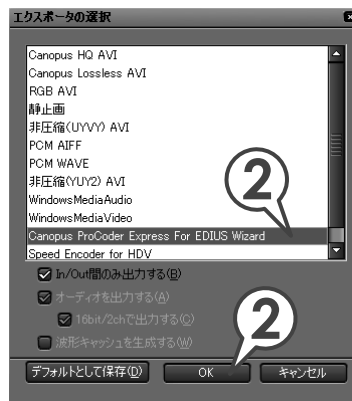 エクスポータの選択
Canopus HQ AVI
Canopus Lossless AVI
RGB AVI
静止画
非圧縮(UYVY) AVI
PCM AIFF
PCM WAVE
非圧縮(YUY2) AVI
WindowsMediaAudio
WindowsMediaVideo
Canopus ProCoder Express For EDIUS Wizard
Speed Encoder for HDV
2
In/Out間のみ出力する(B)
オーディオを出力する(A)
16bit/2chで出力する(C)
波形キャッシュを生成する(W)
2
デフォルトとして保存(D)
OK
キャンセル